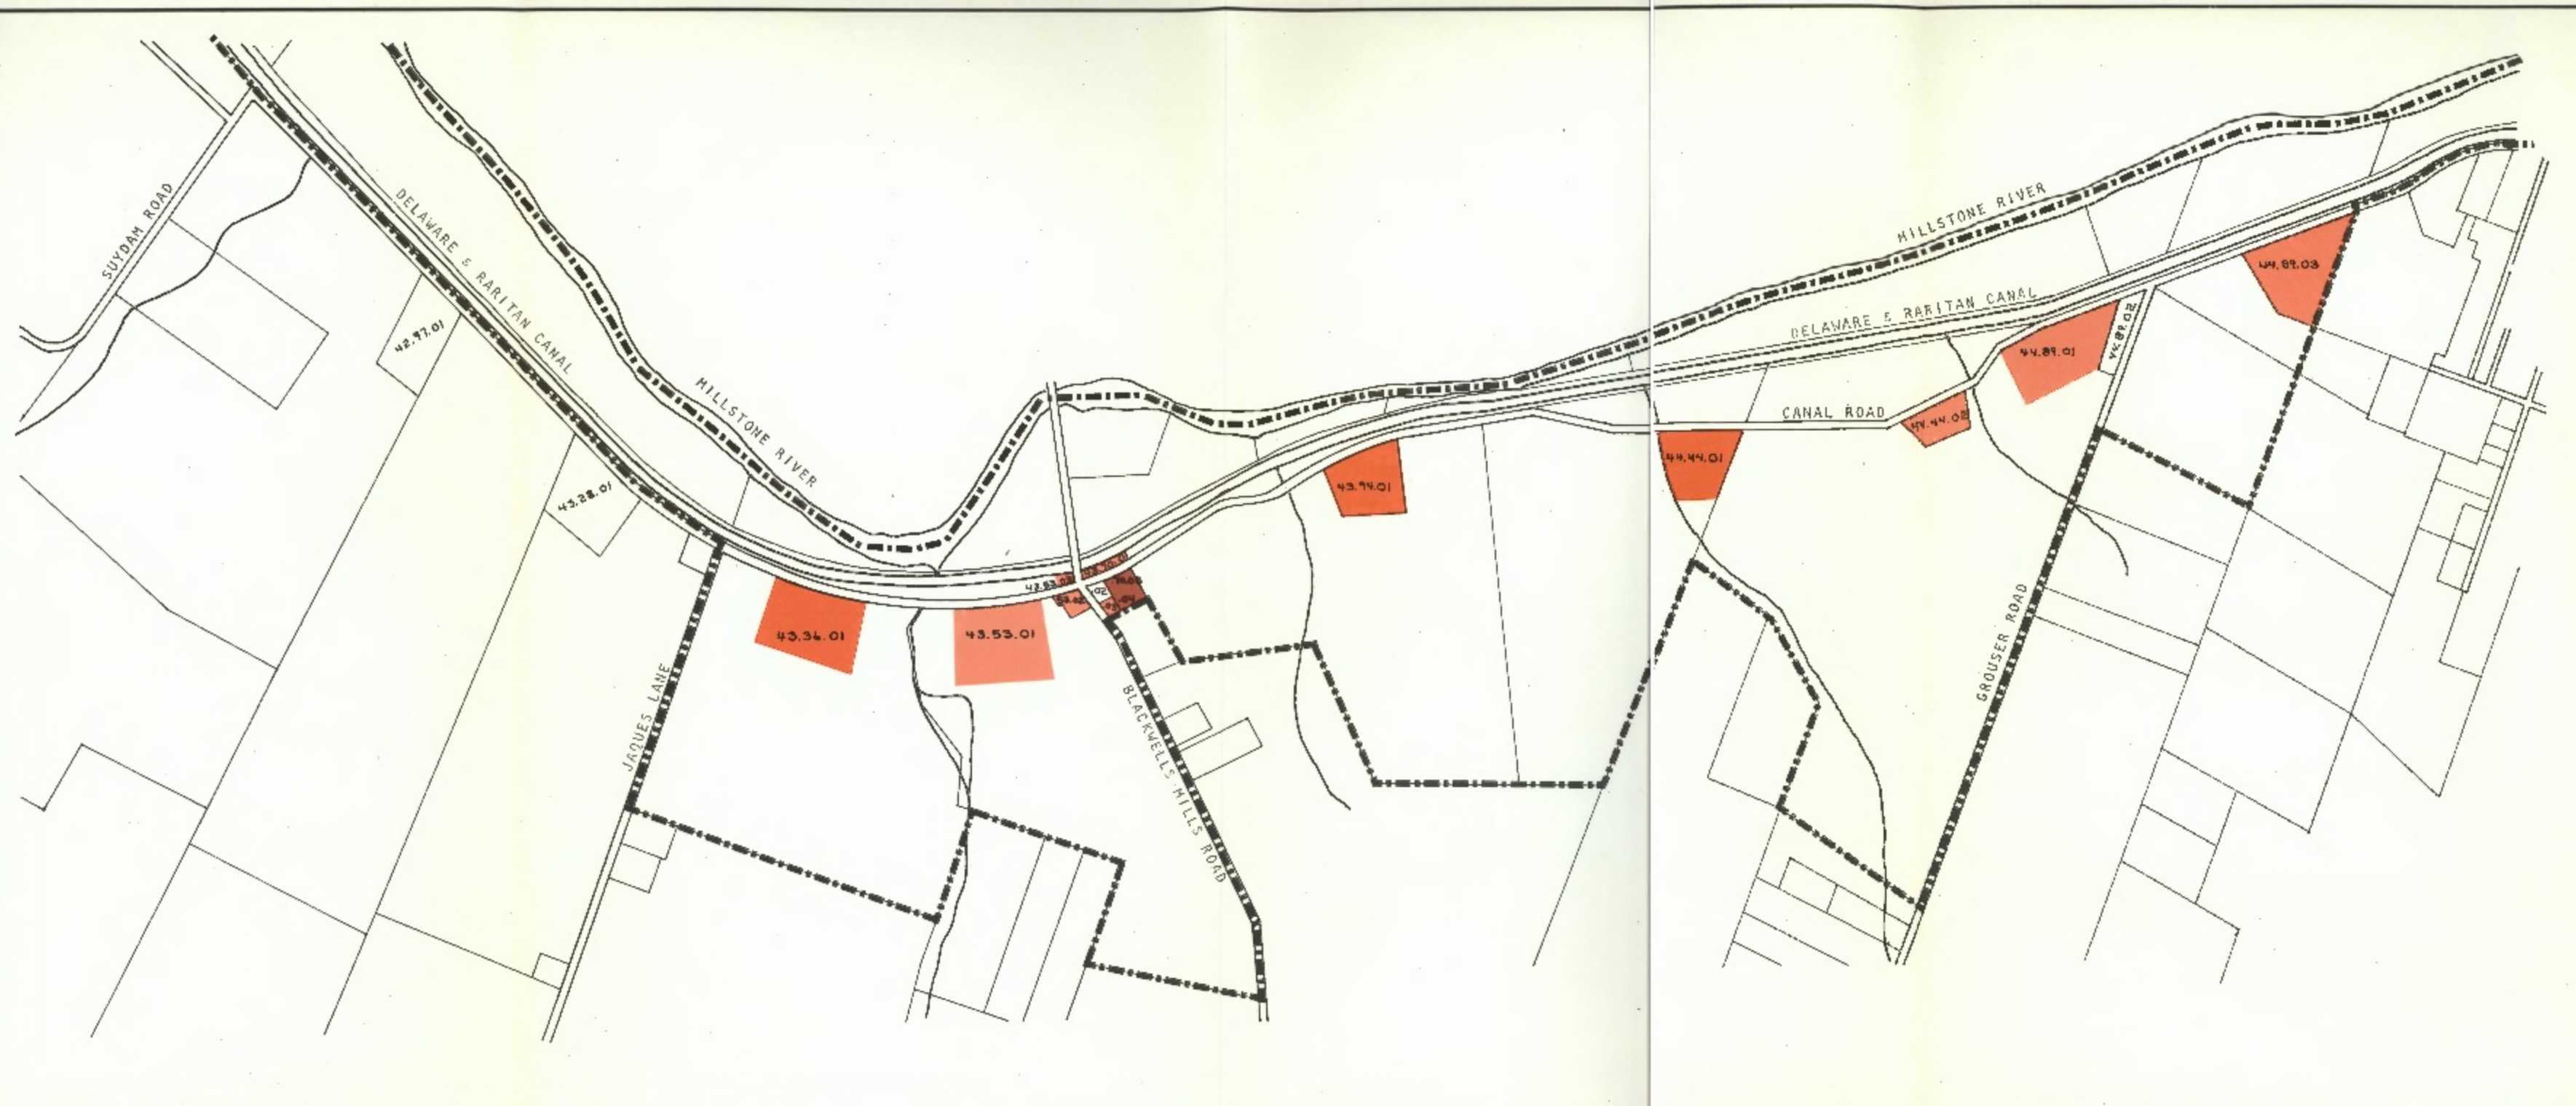 SUYDAM ROAD
DELAWARE & RARITAN CANAL
42.97.01
43.28.01
MILLSTONE RIVER
JAQUES LANE
43.36.01
43.53.01
BLACKWELLS MILLS ROAD
43.94.01
MILLSTONE RIVER
DELAWARE & RARITAN CANAL
CANAL ROAD
44.44.01
44.44.02
44.89.01
44.89.02
44.89.03
GROUSER ROAD